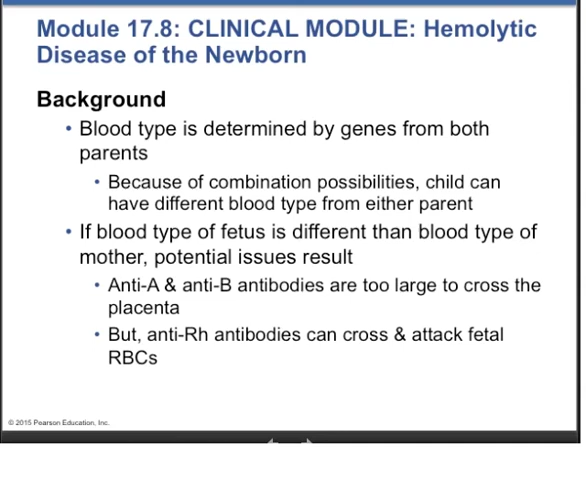 Module 17.8: CLINICAL MODULE: Hemolytic
Disease of the Newborn
Background
• Blood type is determined by genes from both
parents
• Because of combination possibilities, child can
have different blood type from either parent
• If blood type of fetus is different than blood type of
mother, potential issues result
• Anti-A & anti-B antibodies are too large to cross the
placenta
• But, anti-Rh antibodies can cross & attack fetal
RBCs
© 2015 Pearson Education, Inc.